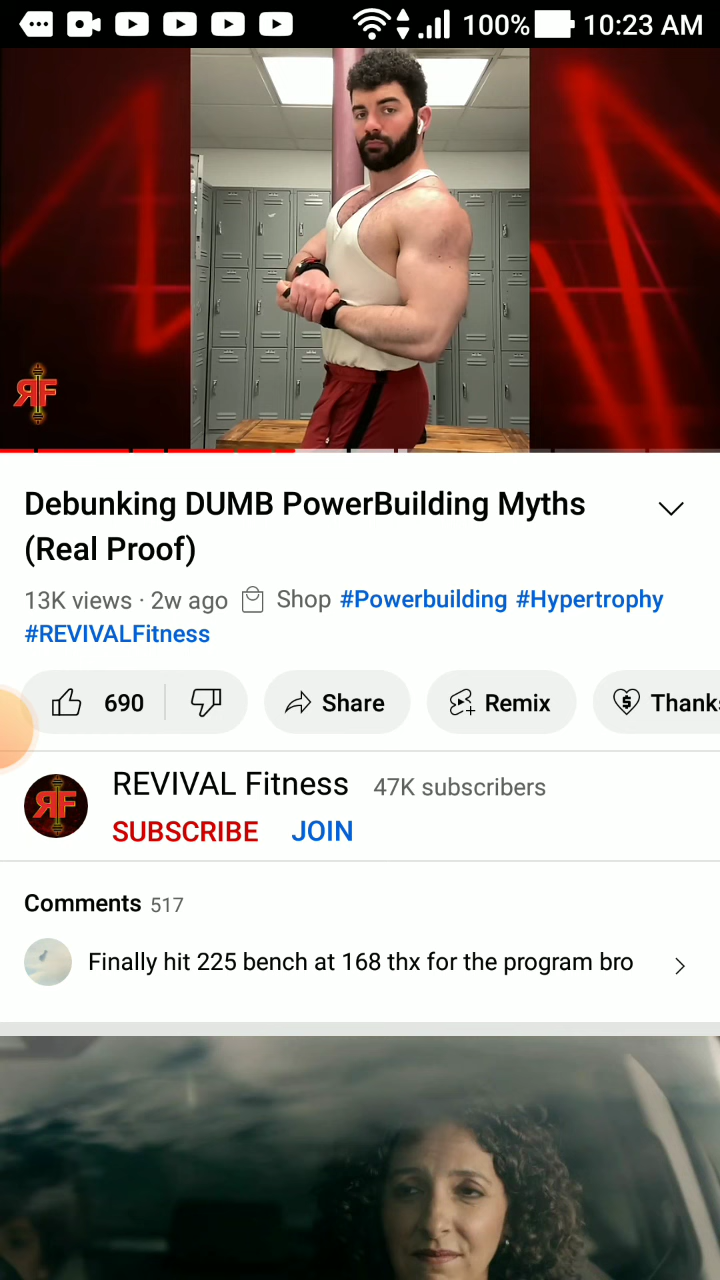 100% 10:23 AM
RF
Debunking DUMB PowerBuilding Myths
(Real Proof)
13K views · 2w ago Shop #Powerbuilding #Hypertrophy
#REVIVALFitness
690 Share Remix Thanks
RF
REVIVAL Fitness 47K subscribers
SUBSCRIBE JOIN
Comments 517
Finally hit 225 bench at 168 thx for the program bro